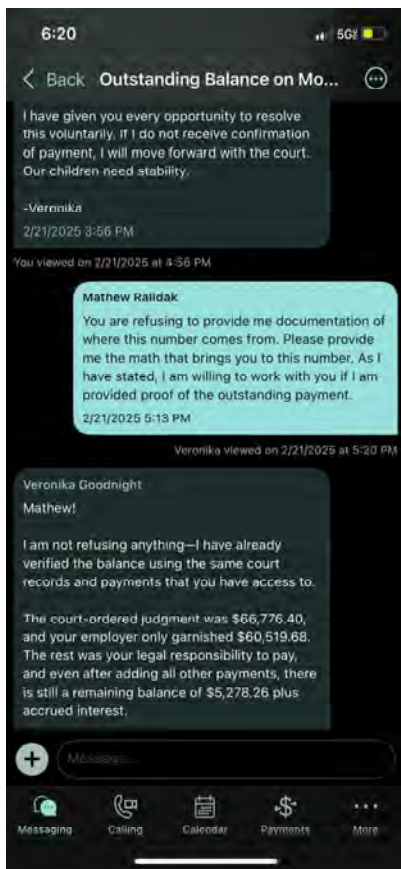 6:20
5G
Back Outstanding Balance on Mo...
I have given you every opportunity to resolve
this voluntarily. If I do not receive confirmation
of payment, I will move forward with the court.
Our children need stability.
-Veronika
2/21/2025 3:56 PM
You viewed on 2/21/2025 at 4:56 PM
Mathew Ralidak
You are refusing to provide me documentation of
where this number comes from. Please provide
me the math that brings you to this number. As I
have stated, I am willing to work with you if I am
provided proof of the outstanding payment.
2/21/2025 5:13 PM
Veronika viewed on 2/21/2025 at 5:20 PM
Veronika Goodnight
Mathew!
I am not refusing anything—I have already
verified the balance using the same court
records and payments that you have access to.
The court-ordered judgment was $66,776.40,
and your employer only garnished $60,519.68.
The rest was your legal responsibility to pay,
and even after adding all other payments, there
is still a remaining balance of $5,278.26 plus
accrued interest.
Message...
Messaging Calling Calendar Payments More